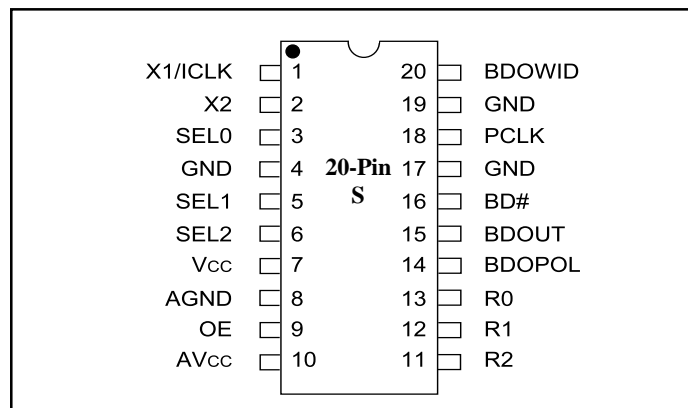 X1/ICLK 1 20 BDOWID
X2 2 19 GND
SEL0 3 18 PCLK
GND 4 20-Pin 17 GND
SEL1 5 S 16 BD#
SEL2 6 15 BDOUT
VCC 7 14 BDOPOL
AGND 8 13 R0
OE 9 12 R1
AVCC 10 11 R2